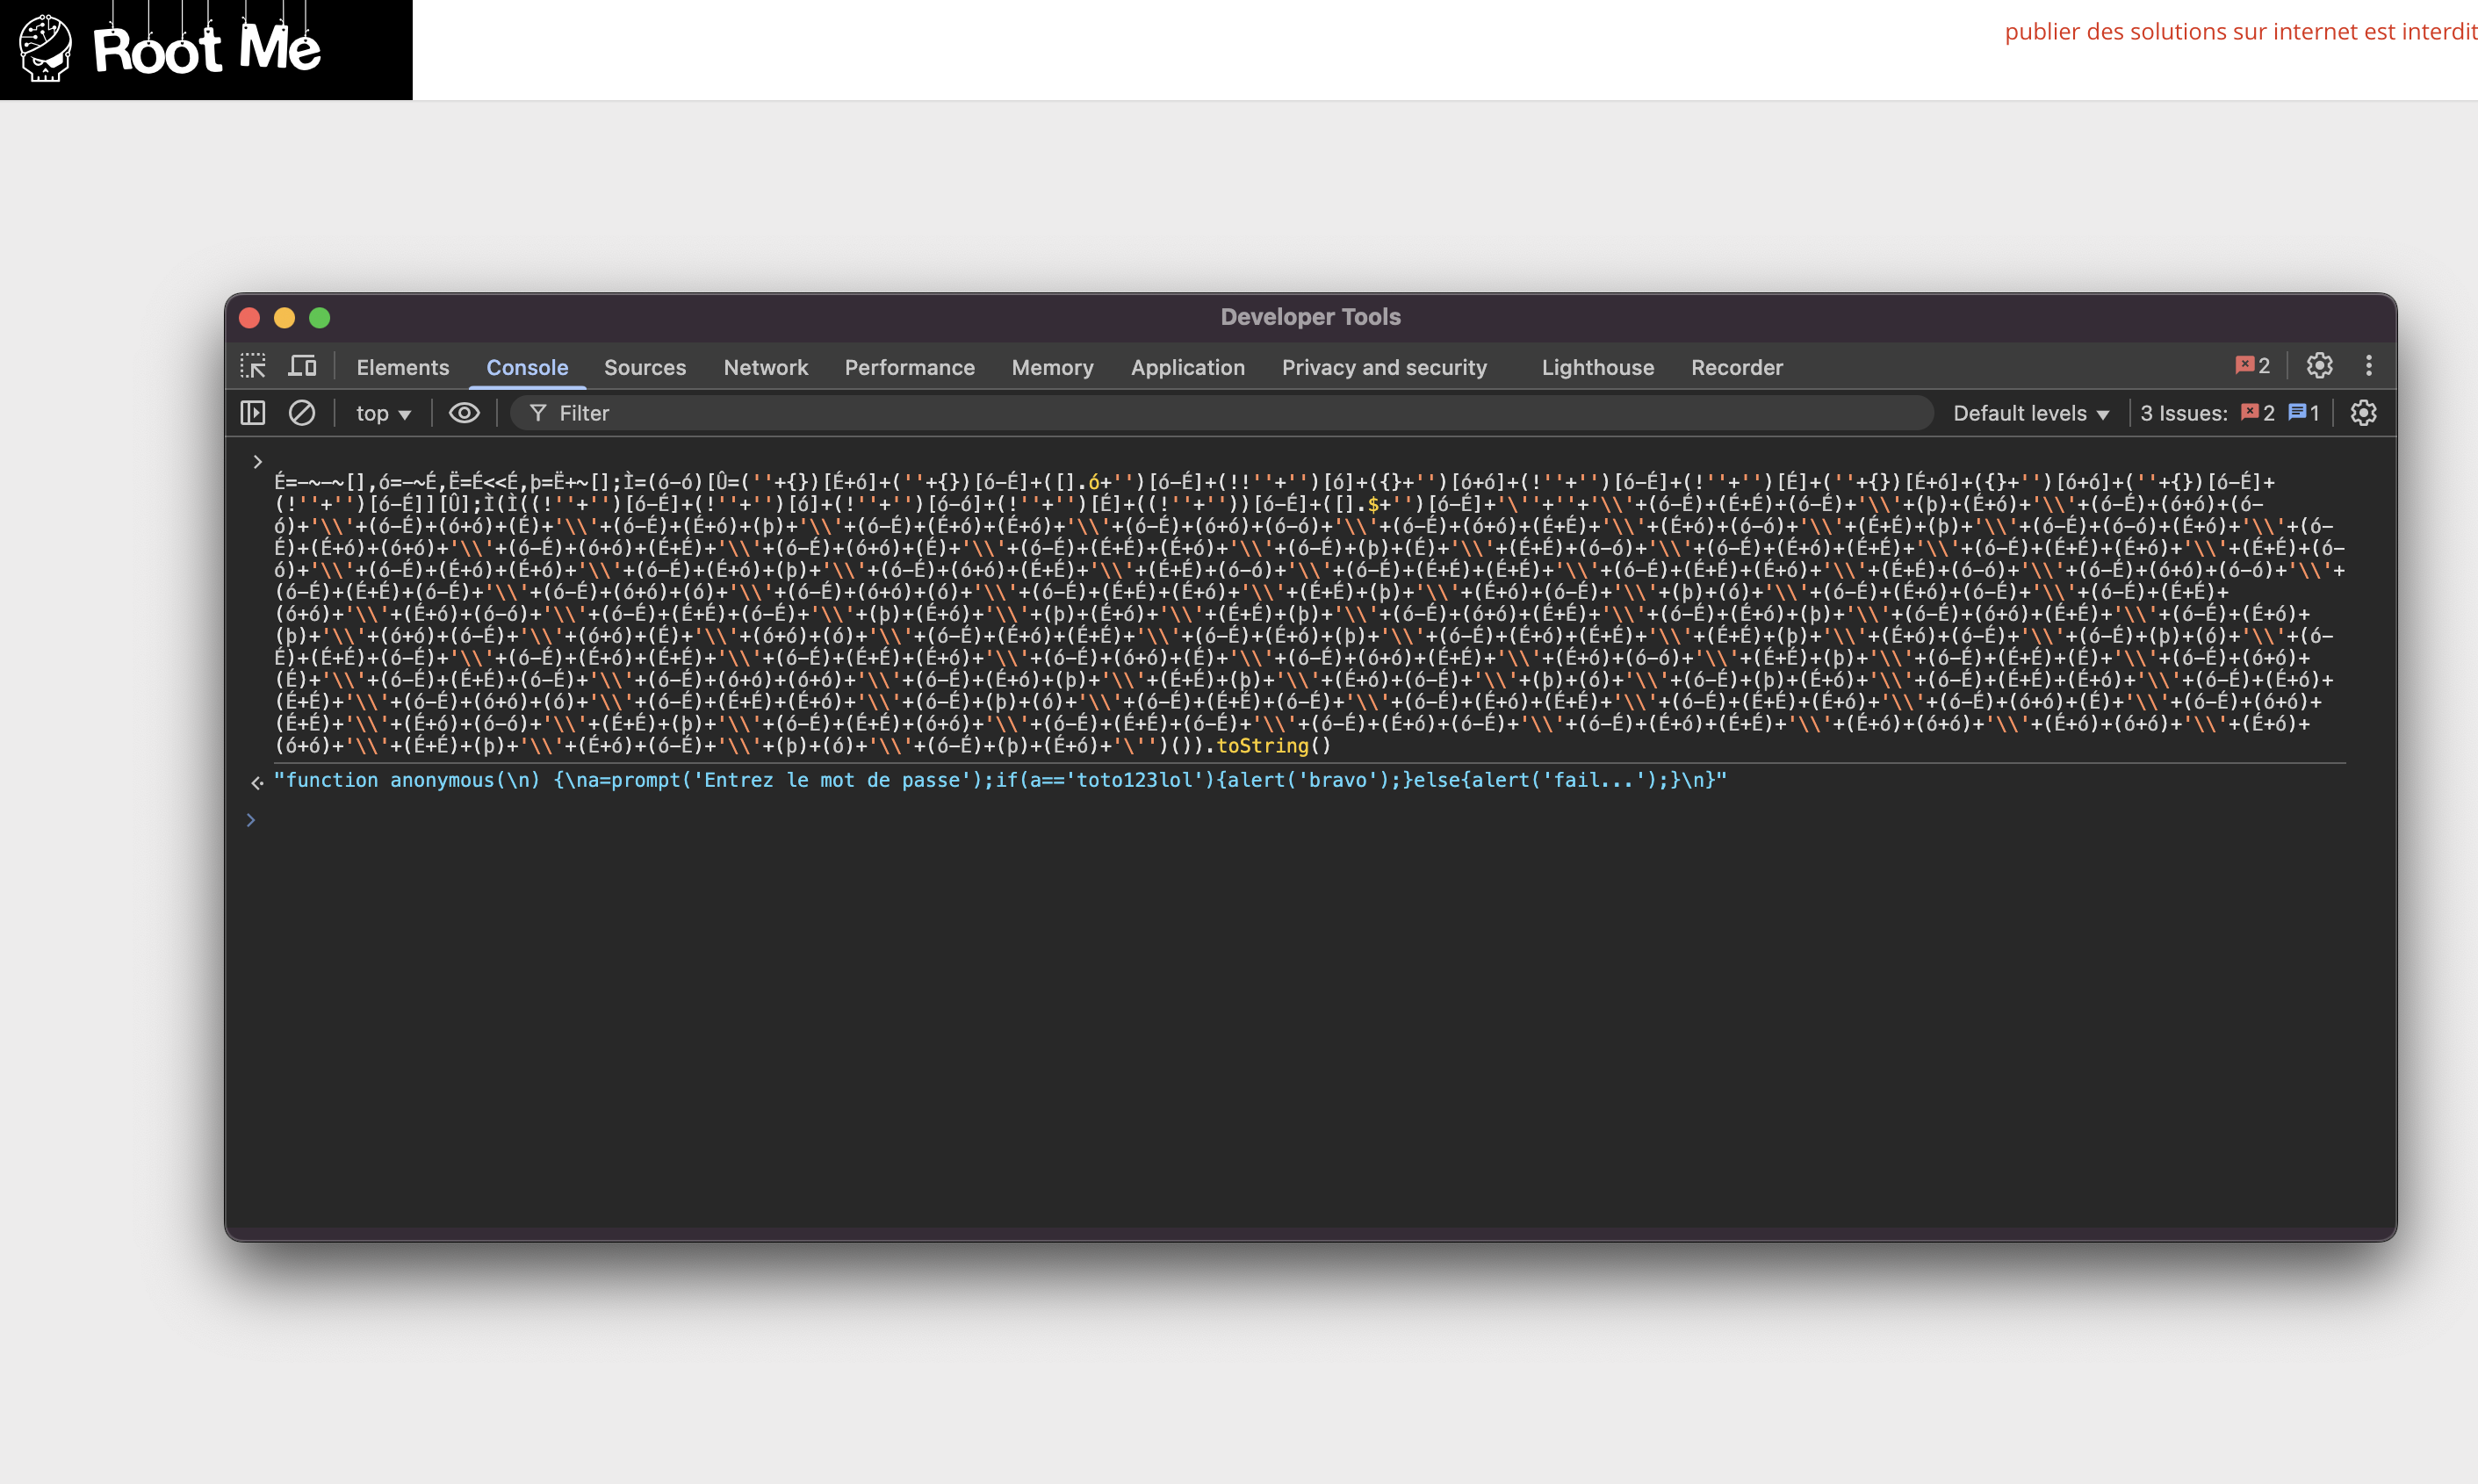 Root Me
publier des solutions sur internet est interdit
Developer Tools
Elements Console Sources Network Performance Memory Application Privacy and security Lighthouse Recorder 2
top Filter Default levels 3 Issues: 2 1
É=-~-~[],ó=-~É,Ë=É<<É,þ=Ë+~[];Ì=(ó-ó)[Û=(''+{})[É+ó]+(''+{})[ó-É]+([].ó+'')[ó-É]+(!!''+'')[ó]+({}+'')[ó+ó]+(!''+'')[ó-É]+(!''+'')[É]+(''+{})[É+ó]+({}+'')[ó+ó]+(''+{})[ó-É]+
(!''+'')[ó-É]][Û];Ì(Ì((!''+'')[ó-É]+(!''+'')[ó]+(!''+'')[ó-ó]+(!''+'')[É]+((!''+''))[ó-É]+([].$+'')[ó-É]+'\''+''+'\\'+(ó-É)+(É+É)+(ó-É)+'\\'+(þ)+(É+ó)+'\\'+(ó-É)+(ó+ó)+(ó-
ó)+'\\'+(ó-É)+(ó+ó)+(É)+'\\'+(ó-É)+(É+ó)+(þ)+'\\'+(ó-É)+(É+ó)+(É+ó)+'\\'+(ó-É)+(ó+ó)+(ó-ó)+'\\'+(ó-É)+(ó+ó)+(É+É)+'\\'+(É+ó)+(ó-ó)+'\\'+(É+É)+(þ)+'\\'+(ó-É)+(ó-ó)+(É+ó)+'\\'+(ó-
É)+(É+ó)+(ó+ó)+'\\'+(ó-É)+(ó+ó)+(É+É)+'\\'+(ó-É)+(ó+ó)+(É)+'\\'+(ó-É)+(É+É)+(É+ó)+'\\'+(ó-É)+(þ)+(É)+'\\'+(É+É)+(ó-ó)+'\\'+(ó-É)+(É+ó)+(É+É)+'\\'+(ó-É)+(É+É)+(É+ó)+'\\'+(É+É)+(ó-
ó)+'\\'+(ó-É)+(É+ó)+(É+ó)+'\\'+(ó-É)+(É+ó)+(þ)+'\\'+(ó-É)+(ó+ó)+(É+É)+'\\'+(É+É)+(ó-ó)+'\\'+(ó-É)+(É+É)+(É+É)+'\\'+(ó-É)+(É+É)+(É+ó)+'\\'+(É+É)+(ó-ó)+'\\'+(ó-É)+(ó+ó)+(ó-ó)+'\\'+
(ó-É)+(É+É)+(ó-É)+'\\'+(ó-É)+(ó+ó)+(ó)+'\\'+(ó-É)+(ó+ó)+(ó)+'\\'+(ó-É)+(É+É)+(É+ó)+'\\'+(É+É)+(þ)+'\\'+(É+ó)+(ó-É)+'\\'+(þ)+(ó)+'\\'+(ó-É)+(É+ó)+(ó-É)+'\\'+(ó-É)+(É+É)+
(ó+ó)+'\\'+(É+ó)+(ó-ó)+'\\'+(ó-É)+(É+É)+(ó-É)+'\\'+(þ)+(É+ó)+'\\'+(þ)+(É+ó)+'\\'+(É+É)+(þ)+'\\'+(ó-É)+(ó+ó)+(É+É)+'\\'+(ó-É)+(É+ó)+(þ)+'\\'+(ó-É)+(ó+ó)+(É+É)+'\\'+(ó-É)+(É+ó)+
(þ)+'\\'+(ó+ó)+(ó-É)+'\\'+(ó+ó)+(É)+'\\'+(ó+ó)+(ó)+'\\'+(ó-É)+(É+ó)+(É+É)+'\\'+(ó-É)+(É+ó)+(þ)+'\\'+(ó-É)+(É+ó)+(É+É)+'\\'+(É+É)+(þ)+'\\'+(É+ó)+(ó-É)+'\\'+(ó-É)+(þ)+(ó)+'\\'+(ó-
É)+(É+É)+(ó-É)+'\\'+(ó-É)+(É+ó)+(É+É)+'\\'+(ó-É)+(É+É)+(É+ó)+'\\'+(ó-É)+(ó+ó)+(É)+'\\'+(ó-É)+(ó+ó)+(É+É)+'\\'+(É+ó)+(ó-ó)+'\\'+(É+É)+(þ)+'\\'+(ó-É)+(É+É)+(É)+'\\'+(ó-É)+(ó+ó)+
(É)+'\\'+(ó-É)+(É+É)+(ó-É)+'\\'+(ó-É)+(ó+ó)+(ó+ó)+'\\'+(ó-É)+(É+ó)+(þ)+'\\'+(É+É)+(þ)+'\\'+(É+ó)+(ó-É)+'\\'+(þ)+(ó)+'\\'+(ó-É)+(þ)+(É+ó)+'\\'+(ó-É)+(É+É)+(É+ó)+'\\'+(ó-É)+(É+ó)+
(É+É)+'\\'+(ó-É)+(ó+ó)+(ó)+'\\'+(ó-É)+(É+É)+(É+ó)+'\\'+(ó-É)+(þ)+(ó)+'\\'+(ó-É)+(É+É)+(ó-É)+'\\'+(ó-É)+(É+ó)+(É+É)+'\\'+(ó-É)+(É+É)+(É+ó)+'\\'+(ó-É)+(ó+ó)+(É)+'\\'+(ó-É)+(ó+ó)+
(É+É)+'\\'+(É+ó)+(ó-ó)+'\\'+(É+É)+(þ)+'\\'+(ó-É)+(É+É)+(ó+ó)+'\\'+(ó-É)+(É+É)+(ó-É)+'\\'+(ó-É)+(É+ó)+(ó-É)+'\\'+(ó-É)+(É+ó)+(É+É)+'\\'+(É+ó)+(ó+ó)+'\\'+(É+ó)+(ó+ó)+'\\'+(É+ó)+
(ó+ó)+'\\'+(É+É)+(þ)+'\\'+(É+ó)+(ó-É)+'\\'+(þ)+(ó)+'\\'+(ó-É)+(þ)+(É+ó)+'\'')()).toString()
"function anonymous(\n) {\na=prompt('Entrez le mot de passe');if(a=='toto123lol'){alert('bravo');}else{alert('fail...');}\n}"